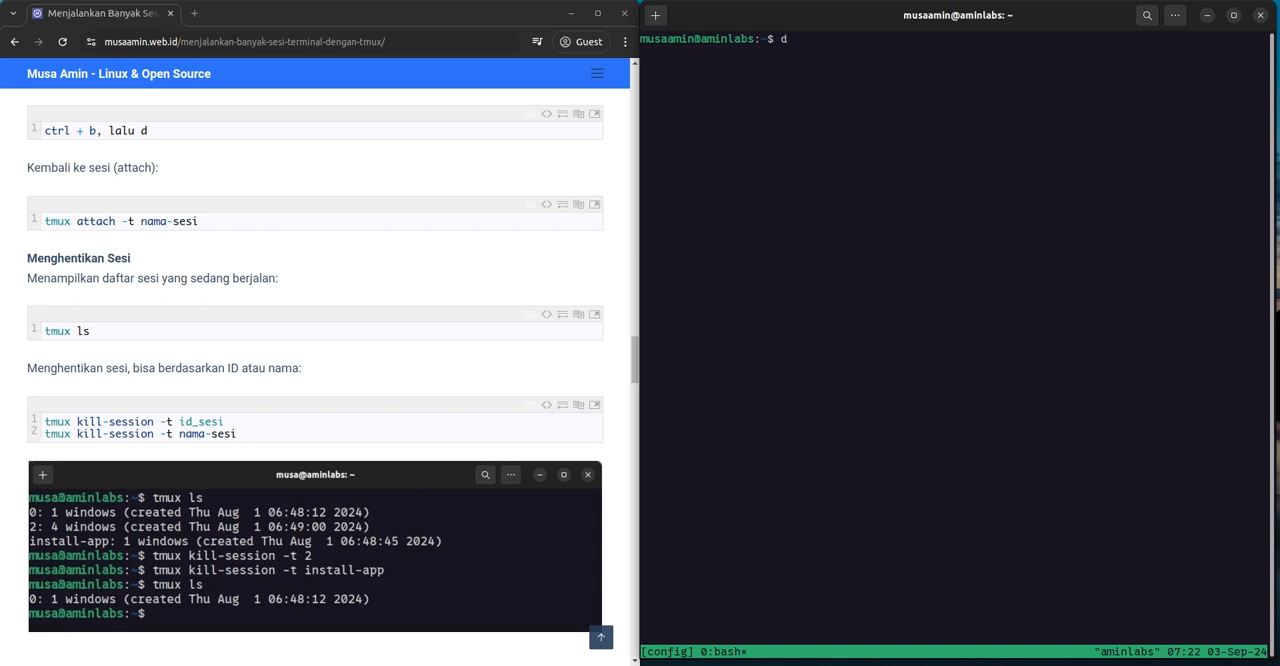 Menjalankan Banyak Ses
Guest
musaamin.web.id/menjalankan-banyak-sesi-terminal-dengan-tmux/
Musa Amin - Linux & Open Source
1 ctrl + b, lalu d
Kembali ke sesi (attach):
1 tmux attach -t nama-sesi
Menghentikan Sesi
Menampilkan daftar sesi yang sedang berjalan:
1 tmux ls
Menghentikan sesi, bisa berdasarkan ID atau nama:
1 tmux kill-session -t id_sesi
2 tmux kill-session -t nama-sesi
musa@aminlabs: ~
musa@aminlabs:~$ tmux ls
0: 1 windows (created Thu Aug  1 06:48:12 2024)
2: 4 windows (created Thu Aug  1 06:49:00 2024)
install-app: 1 windows (created Thu Aug  1 06:48:45 2024)
musa@aminlabs:~$ tmux kill-session -t 2
musa@aminlabs:~$ tmux kill-session -t install-app
musa@aminlabs:~$ tmux ls
0: 1 windows (created Thu Aug  1 06:48:12 2024)
musa@aminlabs:~$
musaamin@aminlabs: ~
musaamin@aminlabs:~$ d
[config] 0:bash* "aminlabs" 07:22 03-Sep-24